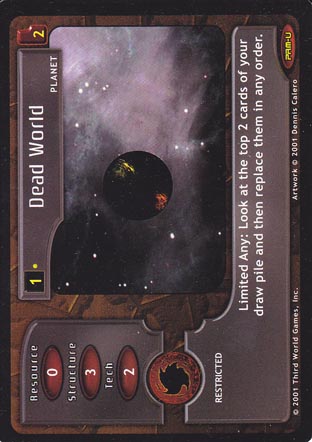 Dead World
PLANET
2
1
Resource
0
Structure
3
Tech
2
Limited Any: Look at the top 2 cards of your
draw pile and then replace them in any order.
RESTRICTED
PRM-U
© 2001 Third World Games, Inc.
Artwork © 2001 Dennis Calero